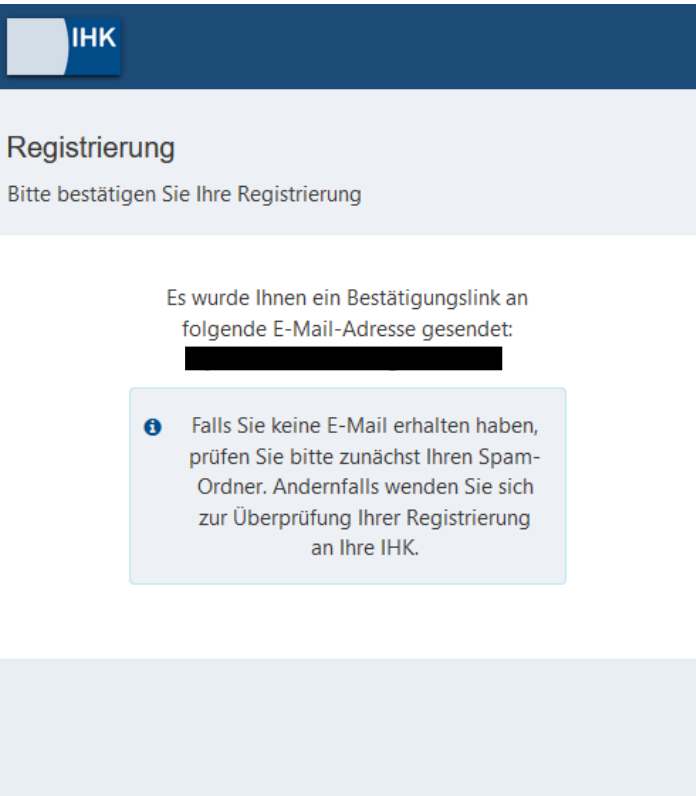 IHK
Registrierung
Bitte bestätigen Sie Ihre Registrierung
Es wurde Ihnen ein Bestätigungslink an
folgende E-Mail-Adresse gesendet:
Falls Sie keine E-Mail erhalten haben,
prüfen Sie bitte zunächst Ihren Spam-
Ordner. Andernfalls wenden Sie sich
zur Überprüfung Ihrer Registrierung
an Ihre IHK.